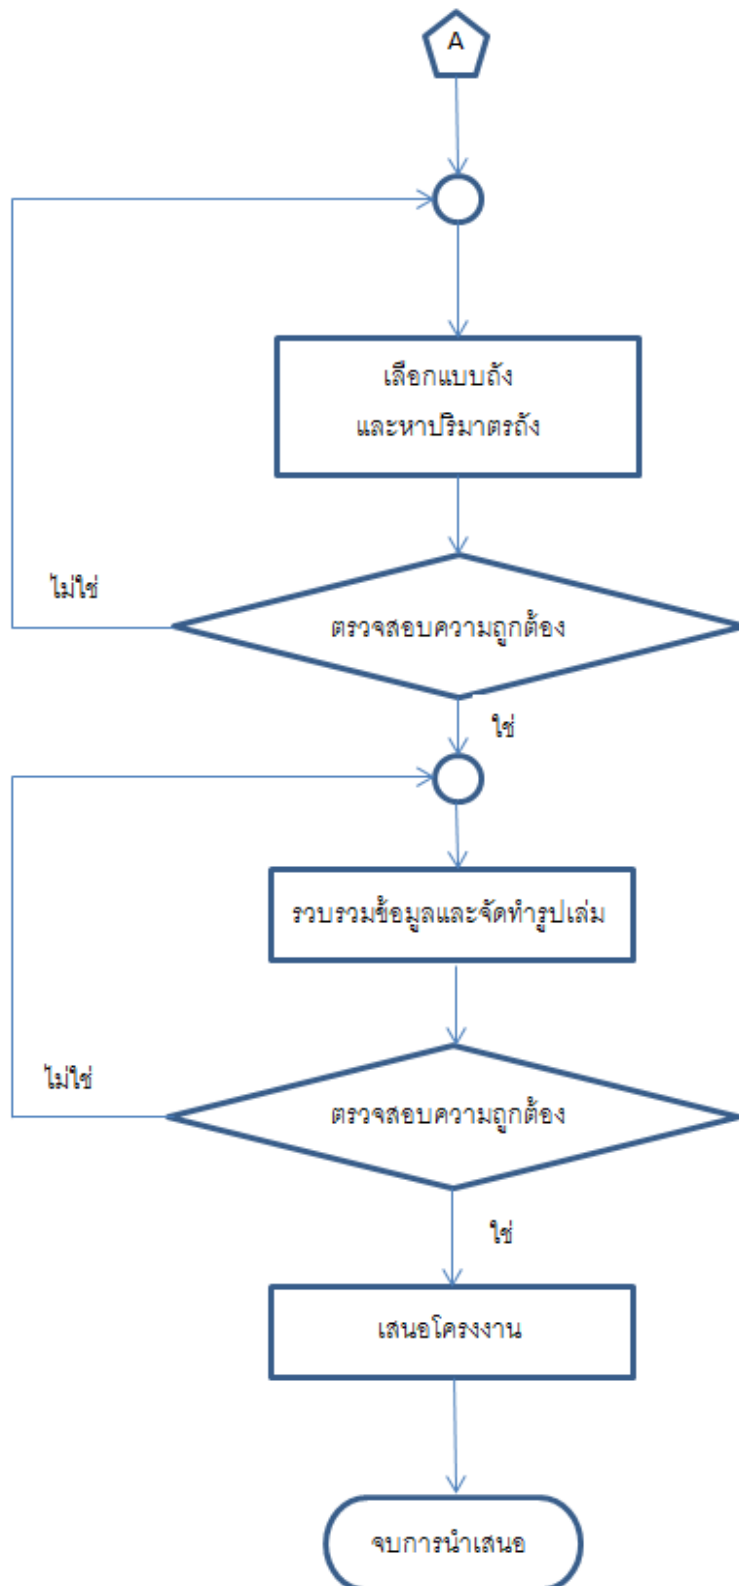 A
เลือกแบบถัง
และหาปริมาตรถัง
ไม่ใช่
ตรวจสอบความถูกต้อง
ใช่
รวบรวมข้อมูลและจัดทำรูปเล่ม
ไม่ใช่
ตรวจสอบความถูกต้อง
ใช่
เสนอโครงงาน
จบการนำเสนอ